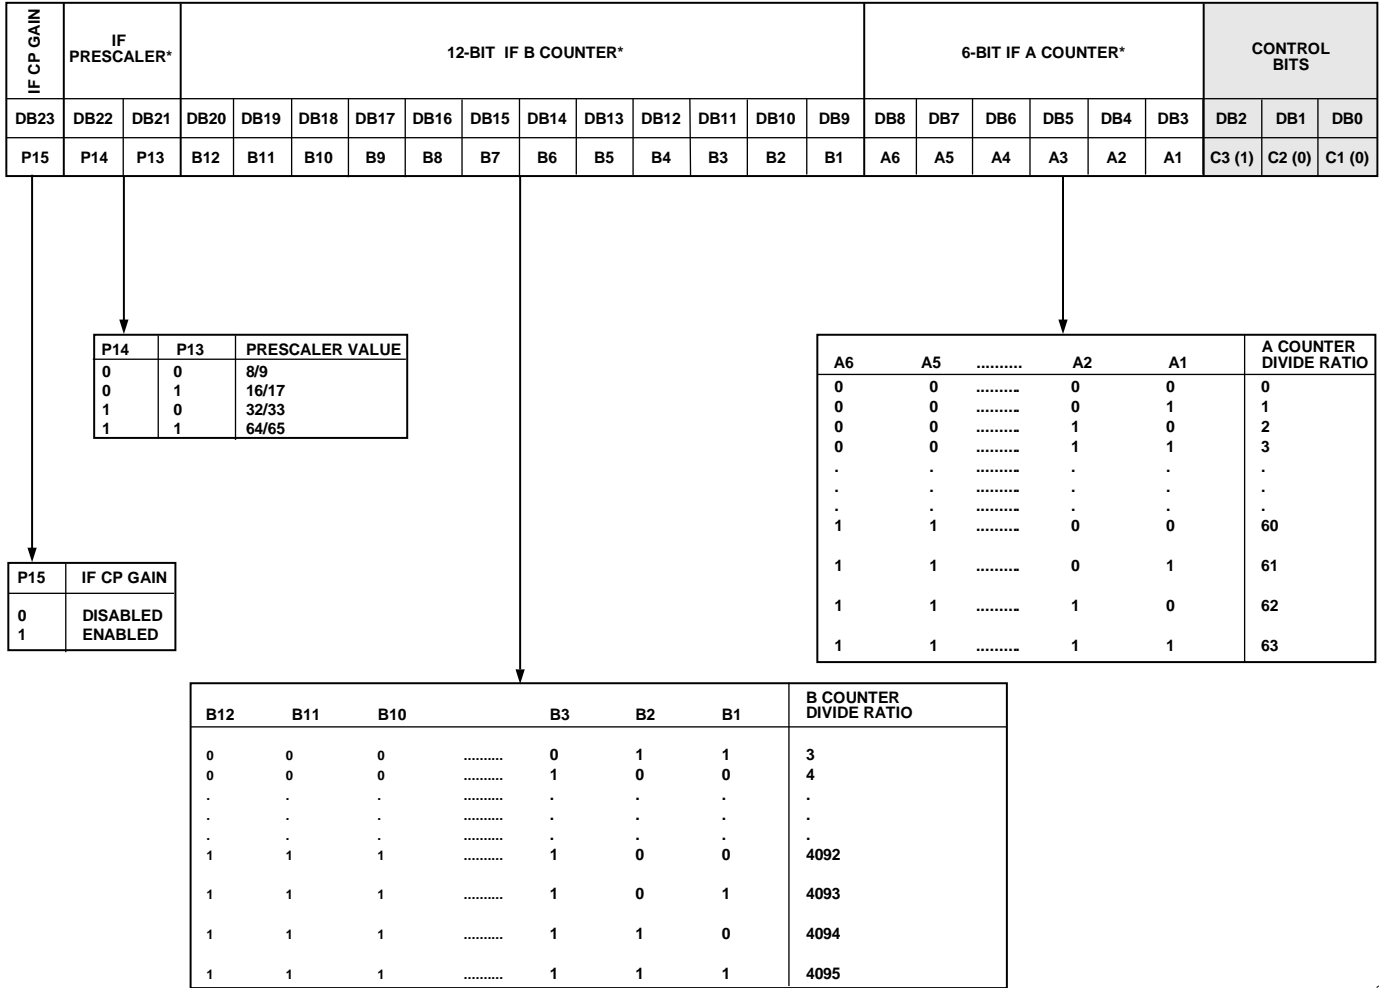 IF CP GAIN
IF PRESCALER*
12-BIT IF B COUNTER*
6-BIT IF A COUNTER*
CONTROL BITS
DB23 DB22 DB21 DB20 DB19 DB18 DB17 DB16 DB15 DB14 DB13 DB12 DB11 DB10 DB9 DB8 DB7 DB6 DB5 DB4 DB3 DB2 DB1 DB0
P15 P14 P13 B12 B11 B10 B9 B8 B7 B6 B5 B4 B3 B2 B1 A6 A5 A4 A3 A2 A1 C3 (1) C2 (0) C1 (0)
P14 P13 PRESCALER VALUE
0 0 8/9
0 1 16/17
1 0 32/33
1 1 64/65
A6 A5 .......... A2 A1 A COUNTER DIVIDE RATIO
0 0 .......... 0 0 0
0 0 .......... 0 1 1
0 0 .......... 1 0 2
0 0 .......... 1 1 3
. . .......... . . .
. . .......... . . .
. . .......... . . .
1 1 .......... 0 0 60
1 1 .......... 0 1 61
1 1 .......... 1 0 62
1 1 .......... 1 1 63
P15 IF CP GAIN
0 DISABLED
1 ENABLED
B12 B11 B10 B3 B2 B1 B COUNTER DIVIDE RATIO
0 0 0 .......... 0 1 1 3
0 0 0 .......... 1 0 0 4
. . . .......... . . . .
. . . .......... . . . .
. . . .......... . . . .
1 1 1 .......... 1 0 0 4092
1 1 1 .......... 1 0 1 4093
1 1 1 .......... 1 1 0 4094
1 1 1 .......... 1 1 1 4095